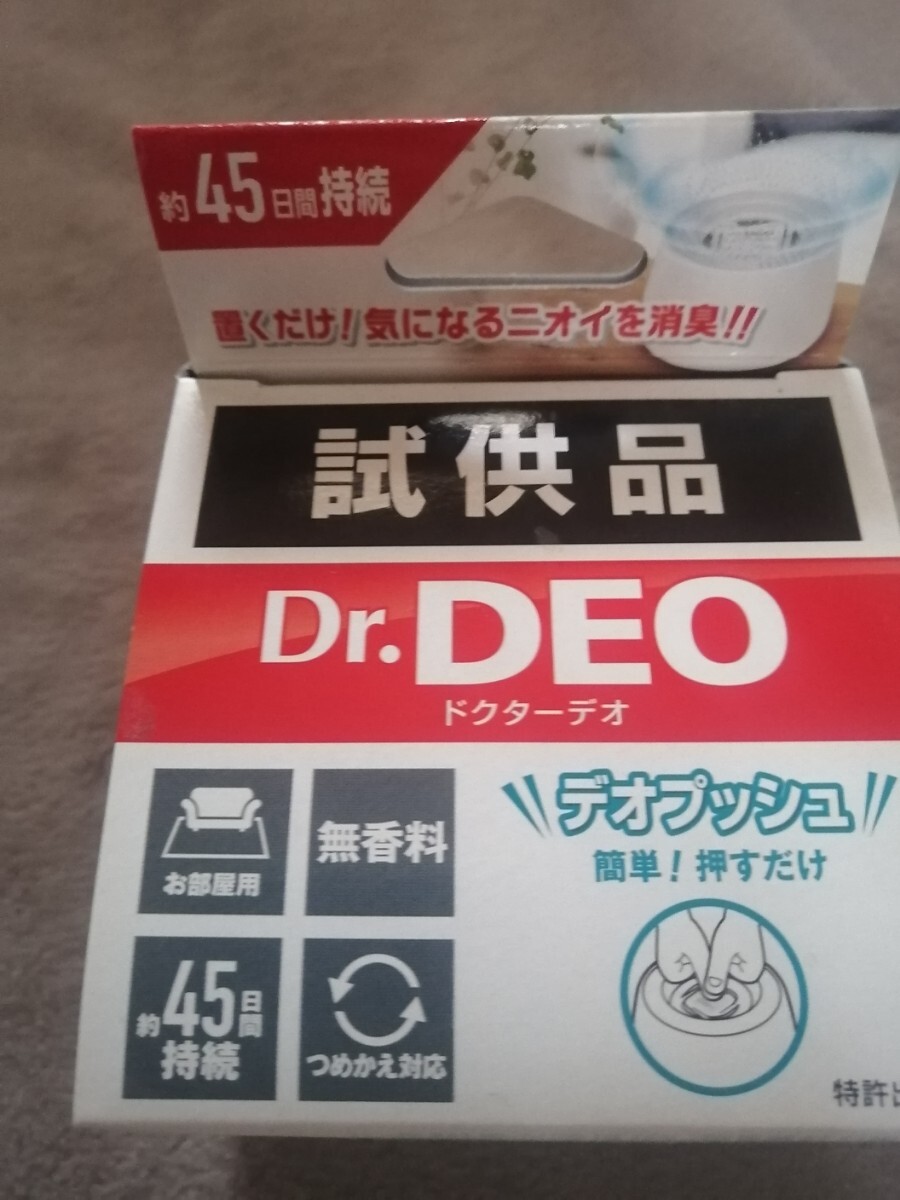 約45日間持続
置くだけ!気になるニオイを消臭!!
試供品
Dr.DEO
ドクターデオ
お部屋用
無香料
デオプッシュ
簡単!押すだけ
約45日間
持続
つめかえ対応
特許出